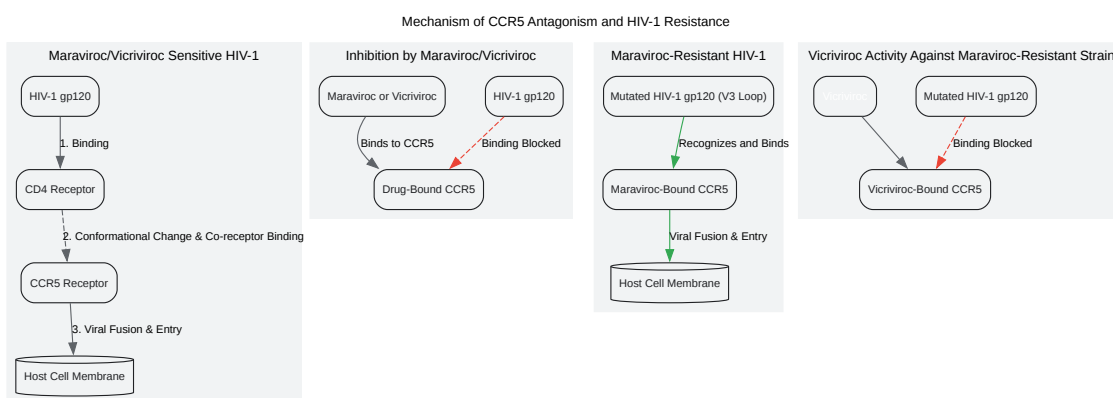 Mechanism of CCR5 Antagonism and HIV-1 Resistance
Maraviroc/Vicriviroc Sensitive HIV-1
HIV-1 gp120
1. Binding
CD4 Receptor
2. Conformational Change & Co-receptor Binding
CCR5 Receptor
3. Viral Fusion & Entry
Host Cell Membrane
Inhibition by Maraviroc/Vicriviroc
Maraviroc or Vicriviroc
HIV-1 gp120
Binds to CCR5
Binding Blocked
Drug-Bound CCR5
Maraviroc-Resistant HIV-1
Mutated HIV-1 gp120 (V3 Loop)
Recognizes and Binds
Maraviroc-Bound CCR5
Viral Fusion & Entry
Host Cell Membrane
Vicriviroc Activity Against Maraviroc-Resistant Strain
Vicriviroc
Mutated HIV-1 gp120
Binding Blocked
Vicriviroc-Bound CCR5